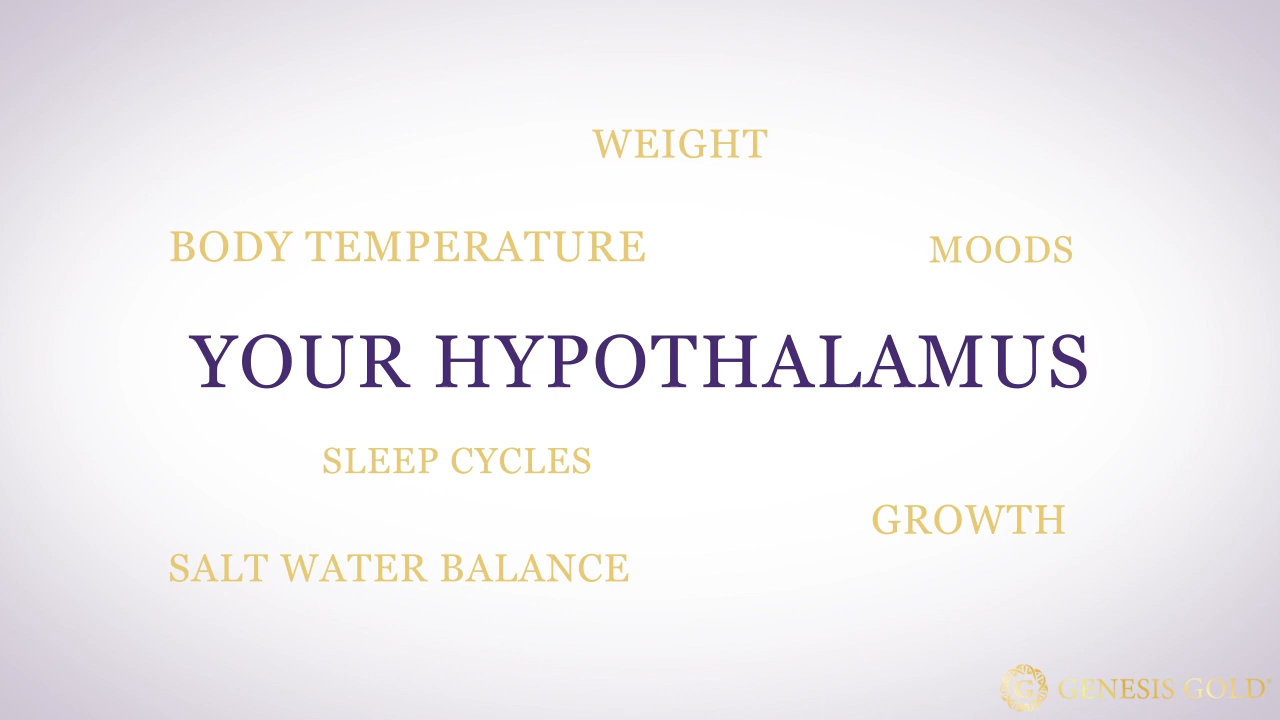 WEIGHT
BODY TEMPERATURE
MOODS
YOUR HYPOTHALAMUS
SLEEP CYCLES
GROWTH
SALT WATER BALANCE
G GENESIS GOLD®